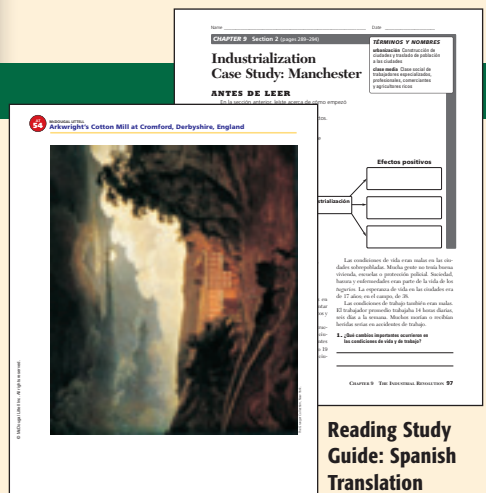 Name
Date
CHAPTER 9 Section 2 (pages 289–294)
TÉRMINOS Y NOMBRES
urbanización Construcción de
ciudades y traslado de población
a las ciudades
clase media Clase social de
trabajadores especializados,
profesionales, comerciantes
y agricultores ricos
Industrialization
Case Study: Manchester
ANTES DE LEER
En la sección anterior, leíste acerca de cómo empezó
Efectos positivos
strialización
Las condiciones de vida eran malas en las ciu-
dades sobrepobladas. Mucha gente no tenía buena
vivienda, escuelas o protección policial. Suciedad,
basura y enfermedades eran parte de la vida de los
tugurios. La esperanza de vida en las ciudades era
de 17 años; en el campo, de 38.
Las condiciones de trabajo también eran malas.
El trabajador promedio trabajaba 14 horas diarias,
seis días a la semana. Muchos morían o recibían
heridas serias en accidentes de trabajo.
1. ¿Qué cambios importantes ocurrieron en
las condiciones de vida y de trabajo?
CHAPTER 9 THE INDUSTRIAL REVOLUTION 97
54
MCDOUGAL LITTELL
Arkwright's Cotton Mill at Cromford, Derbyshire, England
© McDougal Littell Inc. All rights reserved.
Reading Study
Guide: Spanish
Translation